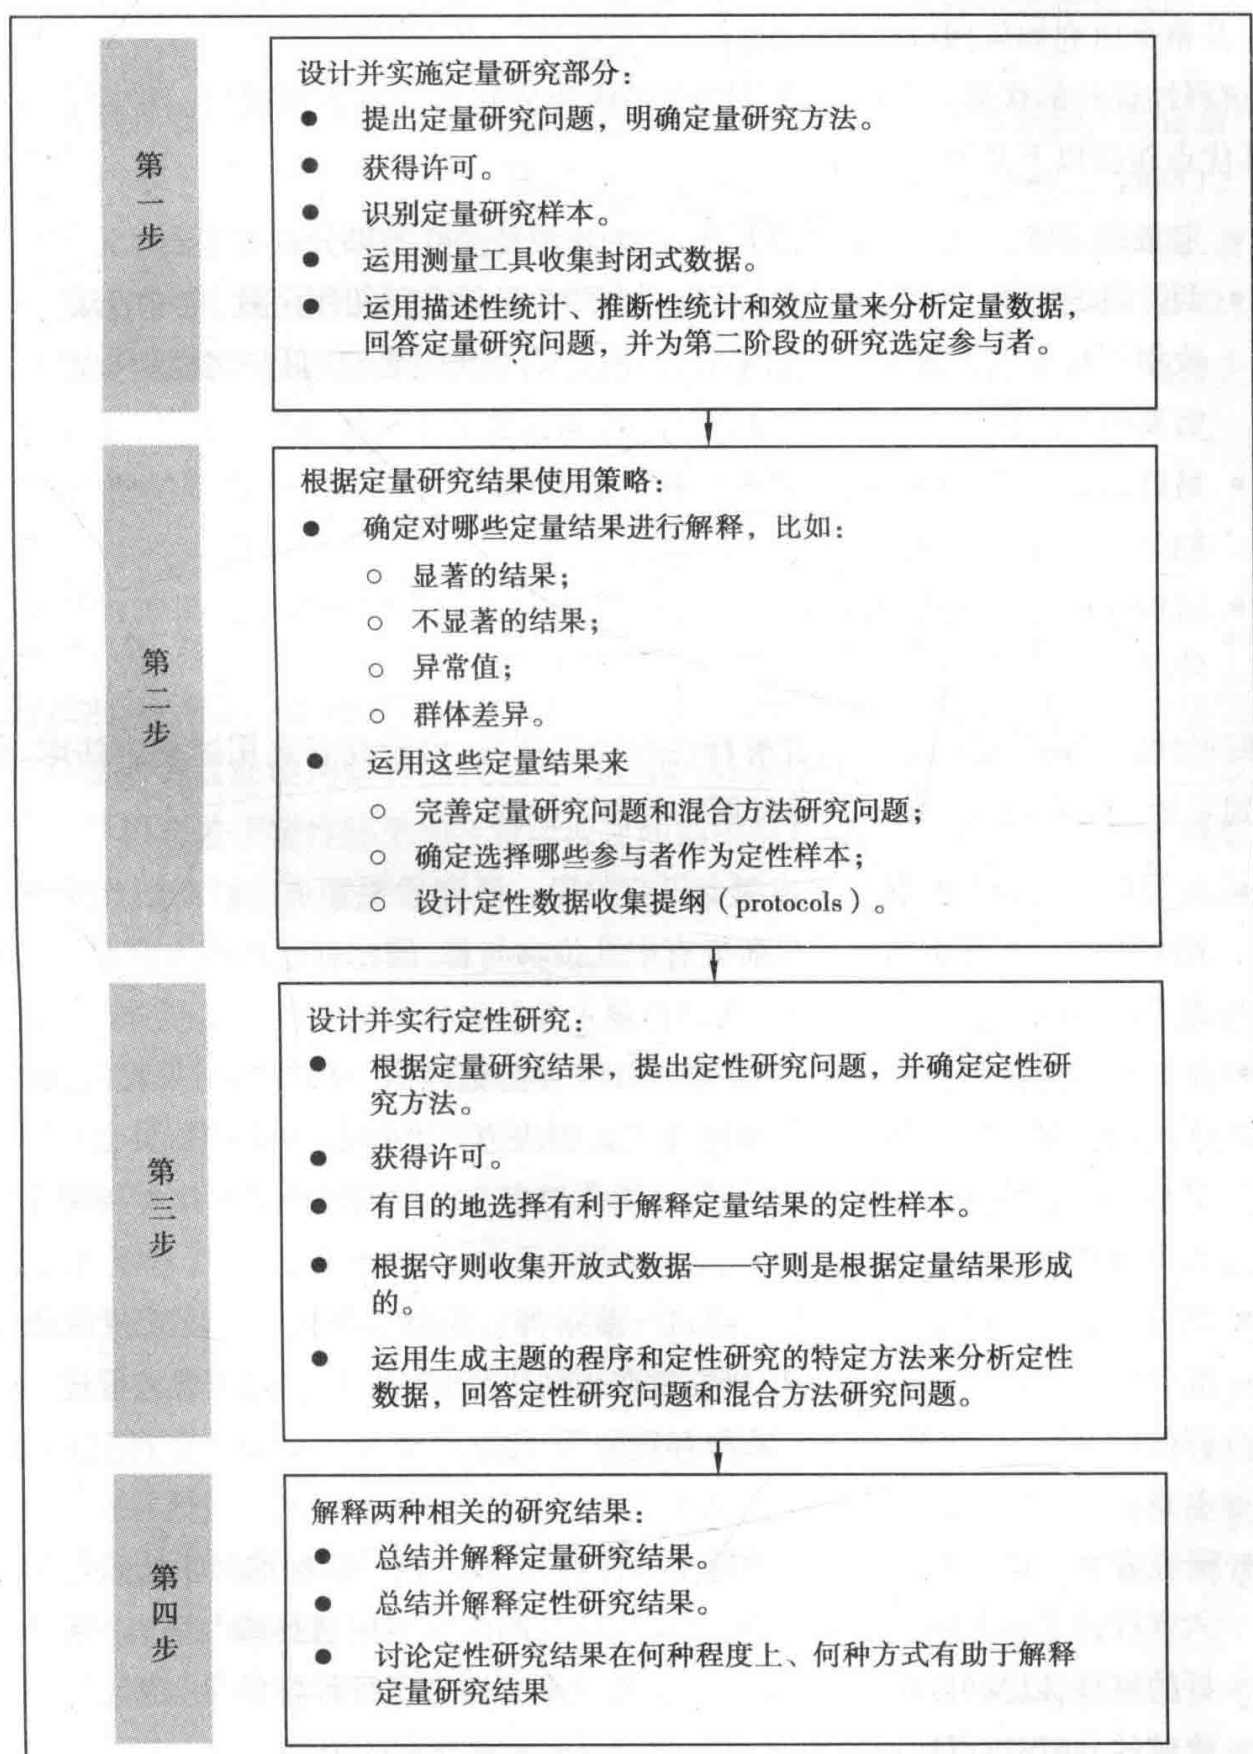 第一步
设计并实施定量研究部分：
● 提出定量研究问题，明确定量研究方法。
● 获得许可。
● 识别定量研究样本。
● 运用测量工具收集封闭式数据。
● 运用描述性统计、推断性统计和效应量来分析定量数据，
回答定量研究问题，并为第二阶段的研究选定参与者。
第二步
根据定量研究结果使用策略：
● 确定对哪些定量结果进行解释，比如：
○ 显著的结果；
○ 不显著的结果；
○ 异常值；
○ 群体差异。
● 运用这些定量结果来
○ 完善定量研究问题和混合方法研究问题；
○ 确定选择哪些参与者作为定性样本；
○ 设计定性数据收集提纲（protocols）。
第三步
设计并实行定性研究：
● 根据定量研究结果，提出定性研究问题，并确定定性研
究方法。
● 获得许可。
● 有目的地选择有利于解释定量结果的定性样本。
● 根据守则收集开放式数据——守则是根据定量结果形成
的。
● 运用生成主题的程序和定性研究的特定方法来分析定性
数据，回答定性研究问题和混合方法研究问题。
第四步
解释两种相关的研究结果：
● 总结并解释定量研究结果。
● 总结并解释定性研究结果。
● 讨论定性研究结果在何种程度上、何种方式有助于解释
定量研究结果